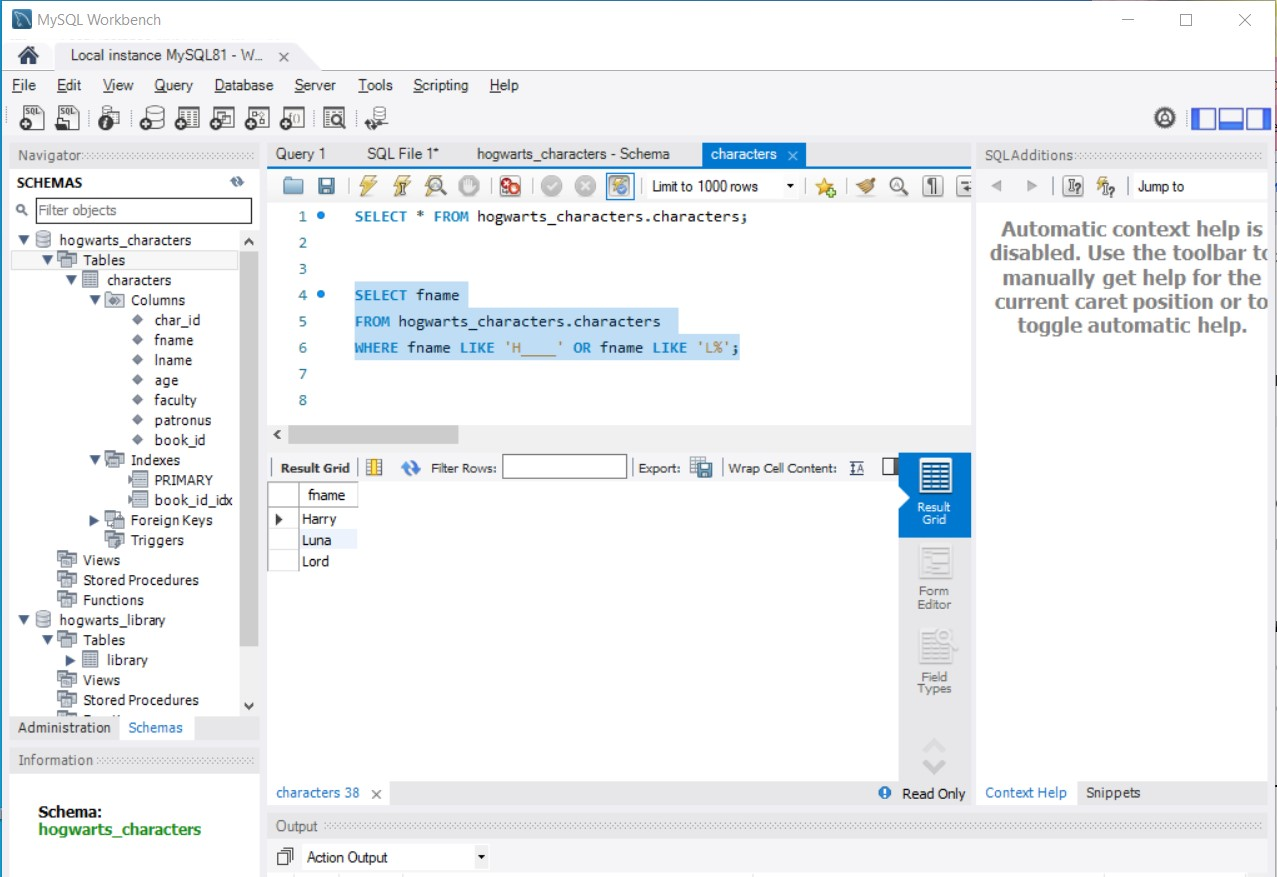 MySQL Workbench
Local instance MySQL81 - W...
File Edit View Query Database Server Tools Scripting Help
Navigator
SCHEMAS
Filter objects
hogwarts_characters
Tables
characters
Columns
char_id
fname
lname
age
faculty
patronus
book_id
Indexes
PRIMARY
book_id_idx
Foreign Keys
Triggers
Views
Stored Procedures
Functions
hogwarts_library
Tables
library
Views
Stored Procedures
Administration Schemas
Information
Schema:
hogwarts_characters
Query 1 SQL File 1* hogwarts_characters - Schema characters
Limit to 1000 rows
1 SELECT * FROM hogwarts_characters.characters;
2
3
4 SELECT fname
5 FROM hogwarts_characters.characters
6 WHERE fname LIKE 'H____' OR fname LIKE 'L%';
7
8
Result Grid Filter Rows: Export: Wrap Cell Content:
fname
Harry
Luna
Lord
Result
Grid
Form
Editor
Field
Types
characters 38 Read Only
Output
Action Output
SQLAdditions
Jump to
Automatic context help is
disabled. Use the toolbar to
manually get help for the
current caret position or to
toggle automatic help.
Context Help Snippets